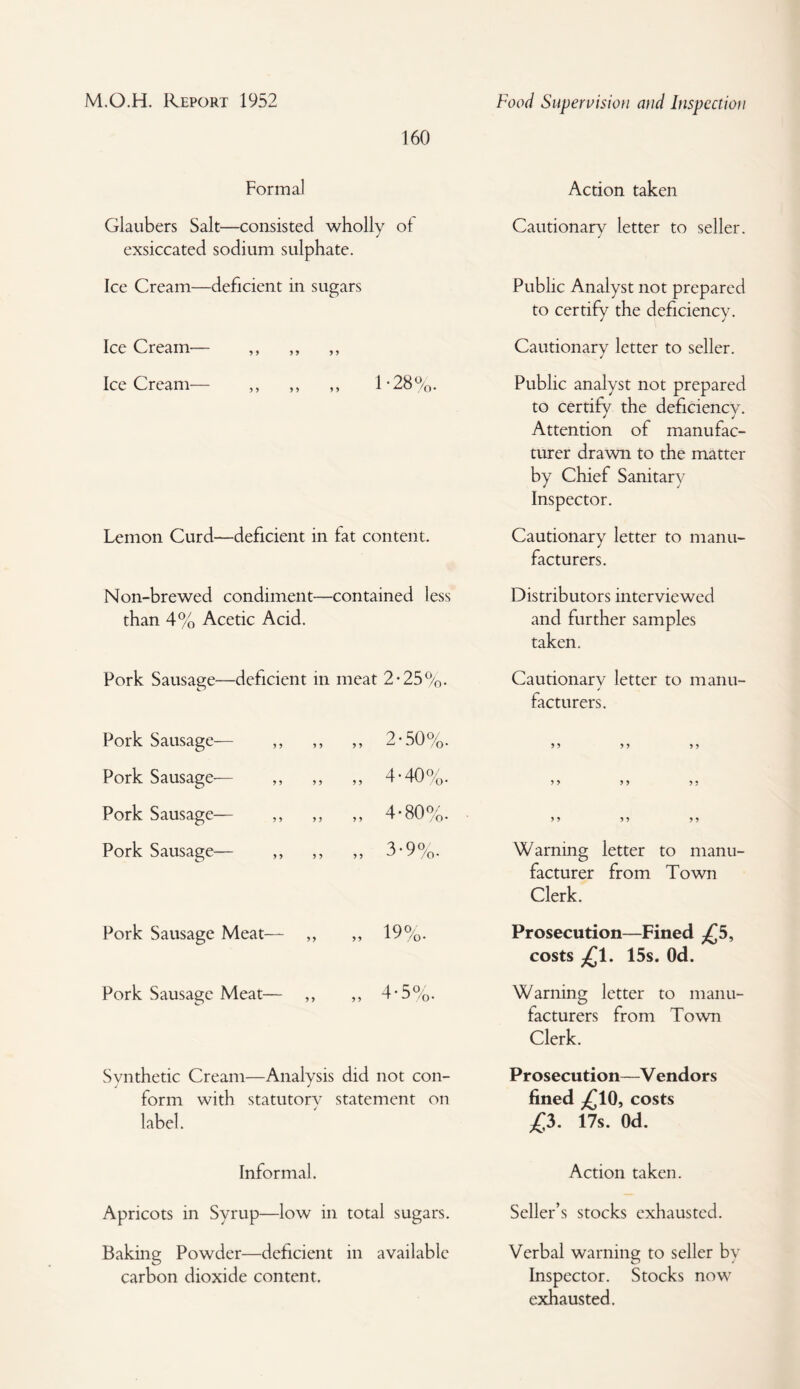 M.O.H. Report 1952 Food Supervision and Inspection
160
Formal Action taken
Glaubers Salt—consisted wholly of Cautionary letter to seller.
exsiccated sodium sulphate.
Ice Cream—deficient in sugars Public Analyst not prepared
to certify the deficiency.
Ice Cream— ,, ,, ,, Cautionary letter to seller.
Ice Cream— ,, ,, ,, 1·28%. Public analyst not prepared
to certify the deficiency.
Attention of manufac-
turer drawn to the matter
by Chief Sanitary
Inspector.
Lemon Curd—deficient in fat content. Cautionary letter to manu-
facturers.
Non-brewed condiment—contained less Distributors interviewed
than 4% Acetic Acid. and further samples
taken.
Pork Sausage—deficient in meat 2·25%. Cautionary letter to manu-
facturers.
Pork Sausage— ,, ,, ,, 2·50%. ,, ,, ,,
Pork Sausage— ,, ,, ,, 4·40%. ,, ,, ,,
Pork Sausage— ,, ,, ,, 4·80%. ,, ,, ,,
Pork Sausage— ,, ,, ,, 3·9%. Warning letter to manu-
facturer from Town
Clerk.
Pork Sausage Meat— ,, ,, 19%. Prosecution—Fined £5,
costs £1. 15s. 0d.
Pork Sausage Meat— ,, ,, 4·5%. Warning letter to manu-
facturers from Town
Clerk.
Synthetic Cream—Analysis did not con- Prosecution—Vendors
form with statutory statement on fined £10, costs
label. £3. 17s. 0d.
Informal. Action taken.
Apricots in Syrup—low in total sugars. Seller's stocks exhausted.
Baking Powder—deficient in available Verbal warning to seller by
carbon dioxide content. Inspector. Stocks now
exhausted.